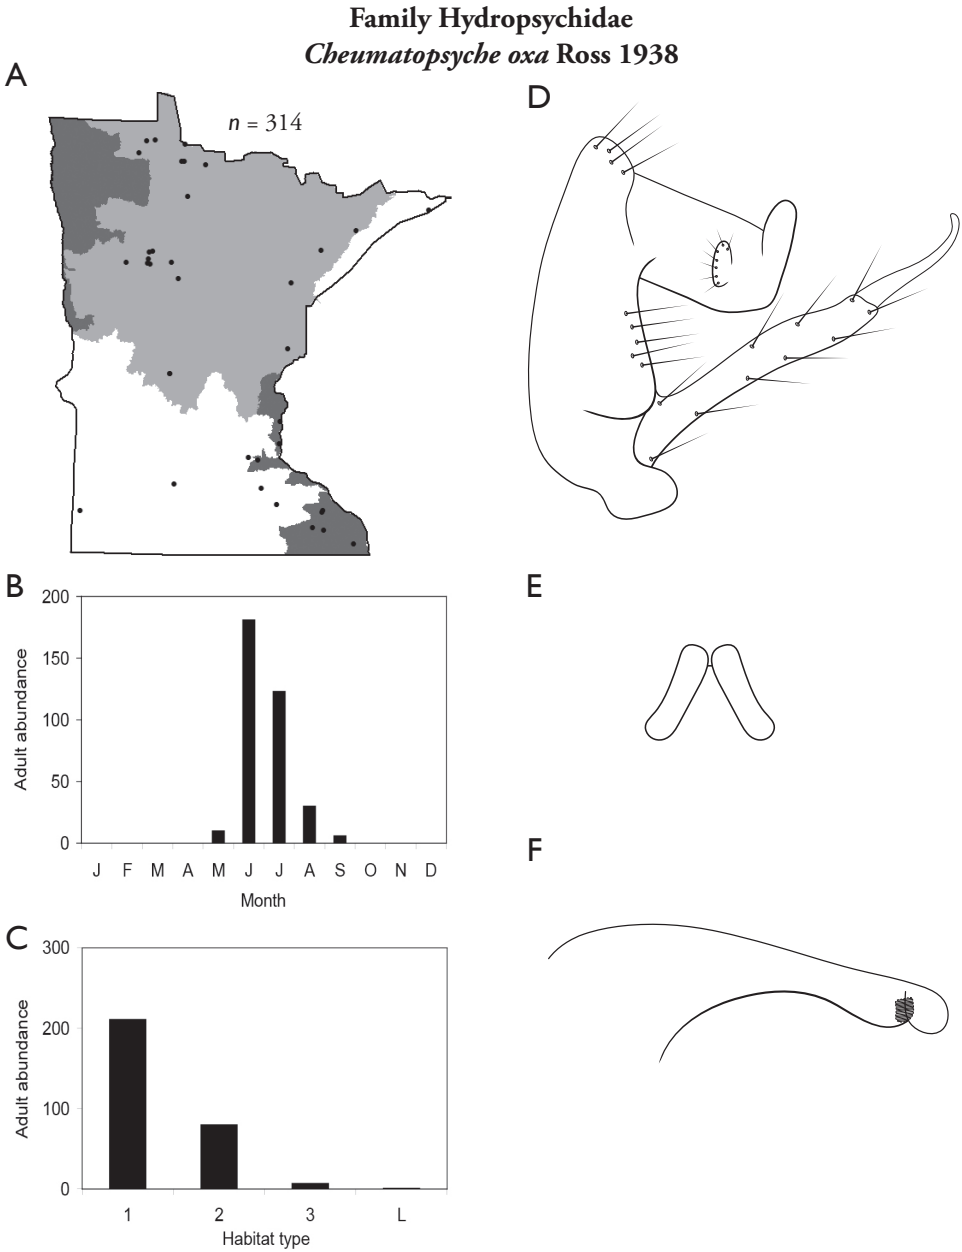 Family Hydropsychidae
Cheumatopsyche oxa Ross 1938
A
n = 314
D
B
200
150
100
50
0
Adult abundance
J F M A M J J A S O N D
Month
E
C
300
200
100
0
Adult abundance
1 2 3 L
Habitat type
F